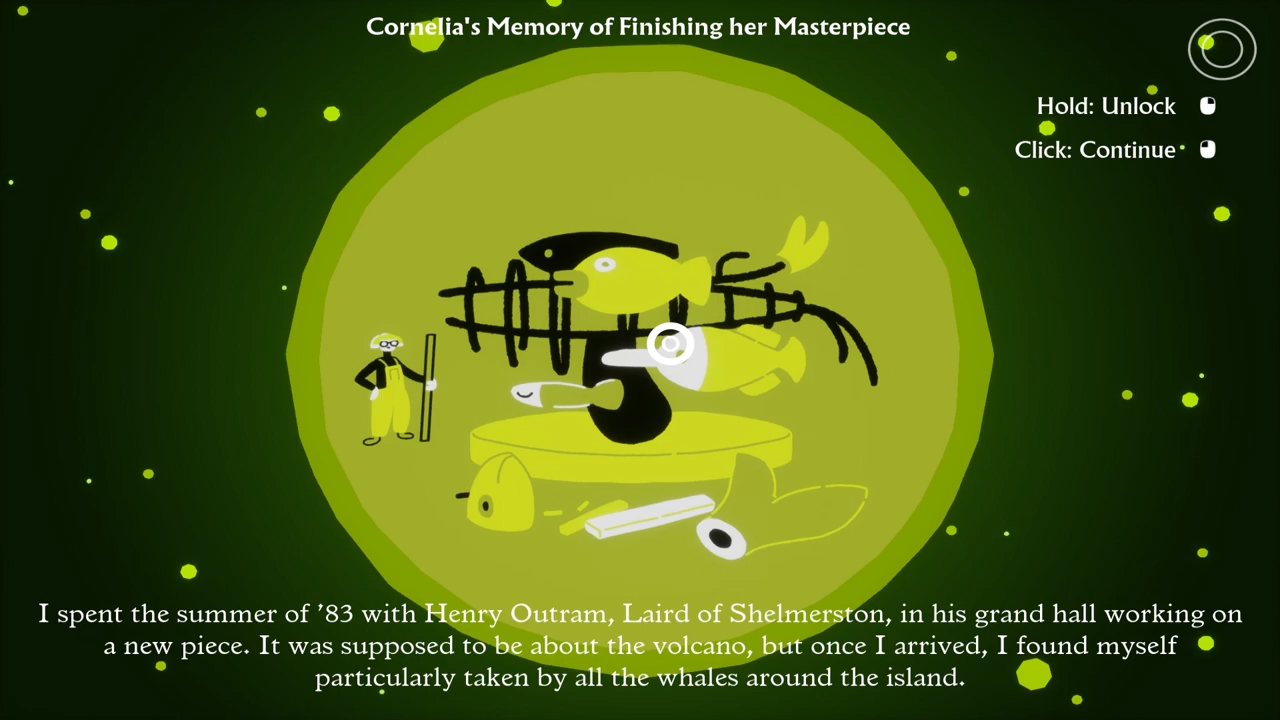 Cornelia's Memory of Finishing her Masterpiece
Hold: Unlock
Click: Continue
I spent the summer of ’83 with Henry Outram, Laird of Shelmerston, in his grand hall working on
a new piece. It was supposed to be about the volcano, but once I arrived, I found myself
particularly taken by all the whales around the island.